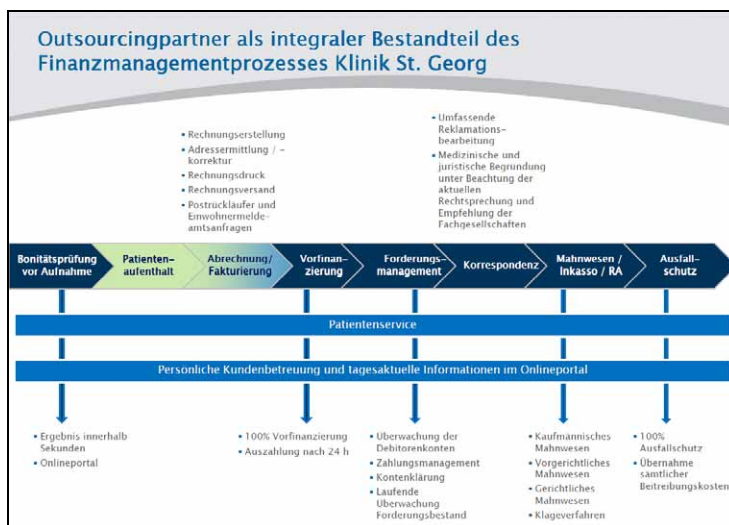 Outsourcingpartner als integraler Bestandteil des
Finanzmanagementprozesses Klinik St. Georg
Rechnungserstellung
Adressermittlung / -
korrektur
Rechnungsdruck
Rechnungsversand
Postrückläufer und
Einwohnermelde-
amtsanfragen
Umfassende
Reklamations-
bearbeitung
Medizinische und
juristische Begründung
unter Beachtung der
aktuellen
Rechtsprechung und
Empfehlung der
Fachgesellschaften
Bonitätsprüfung
vor Aufnahme
Patienten-
aufenthalt
Abrechnung/
Fakturierung
Vorfinan-
zierung
Forderungs-
management
Korrespondenz
Mahnwesen /
Inkasso / RA
Ausfall-
schutz
Patientenservice
Persönliche Kundenbetreuung und tagesaktuelle Informationen im Onlineportal
Ergebnis innerhalb
Sekunden
Onlineportal
100% Vorfinanzierung
Auszahlung nach 24 h
Überwachung der
Debitorenkonten
Zahlungsmanagement
Kontenklärung
Laufende
Überwachung
Forderungsbestand
Kaufmännisches
Mahnwesen
Vorgerichtliches
Mahnwesen
Gerichtliches
Mahnwesen
Klageverfahren
100%
Ausfallschutz
Übernahme
sämtlicher
Beitreibungskosten